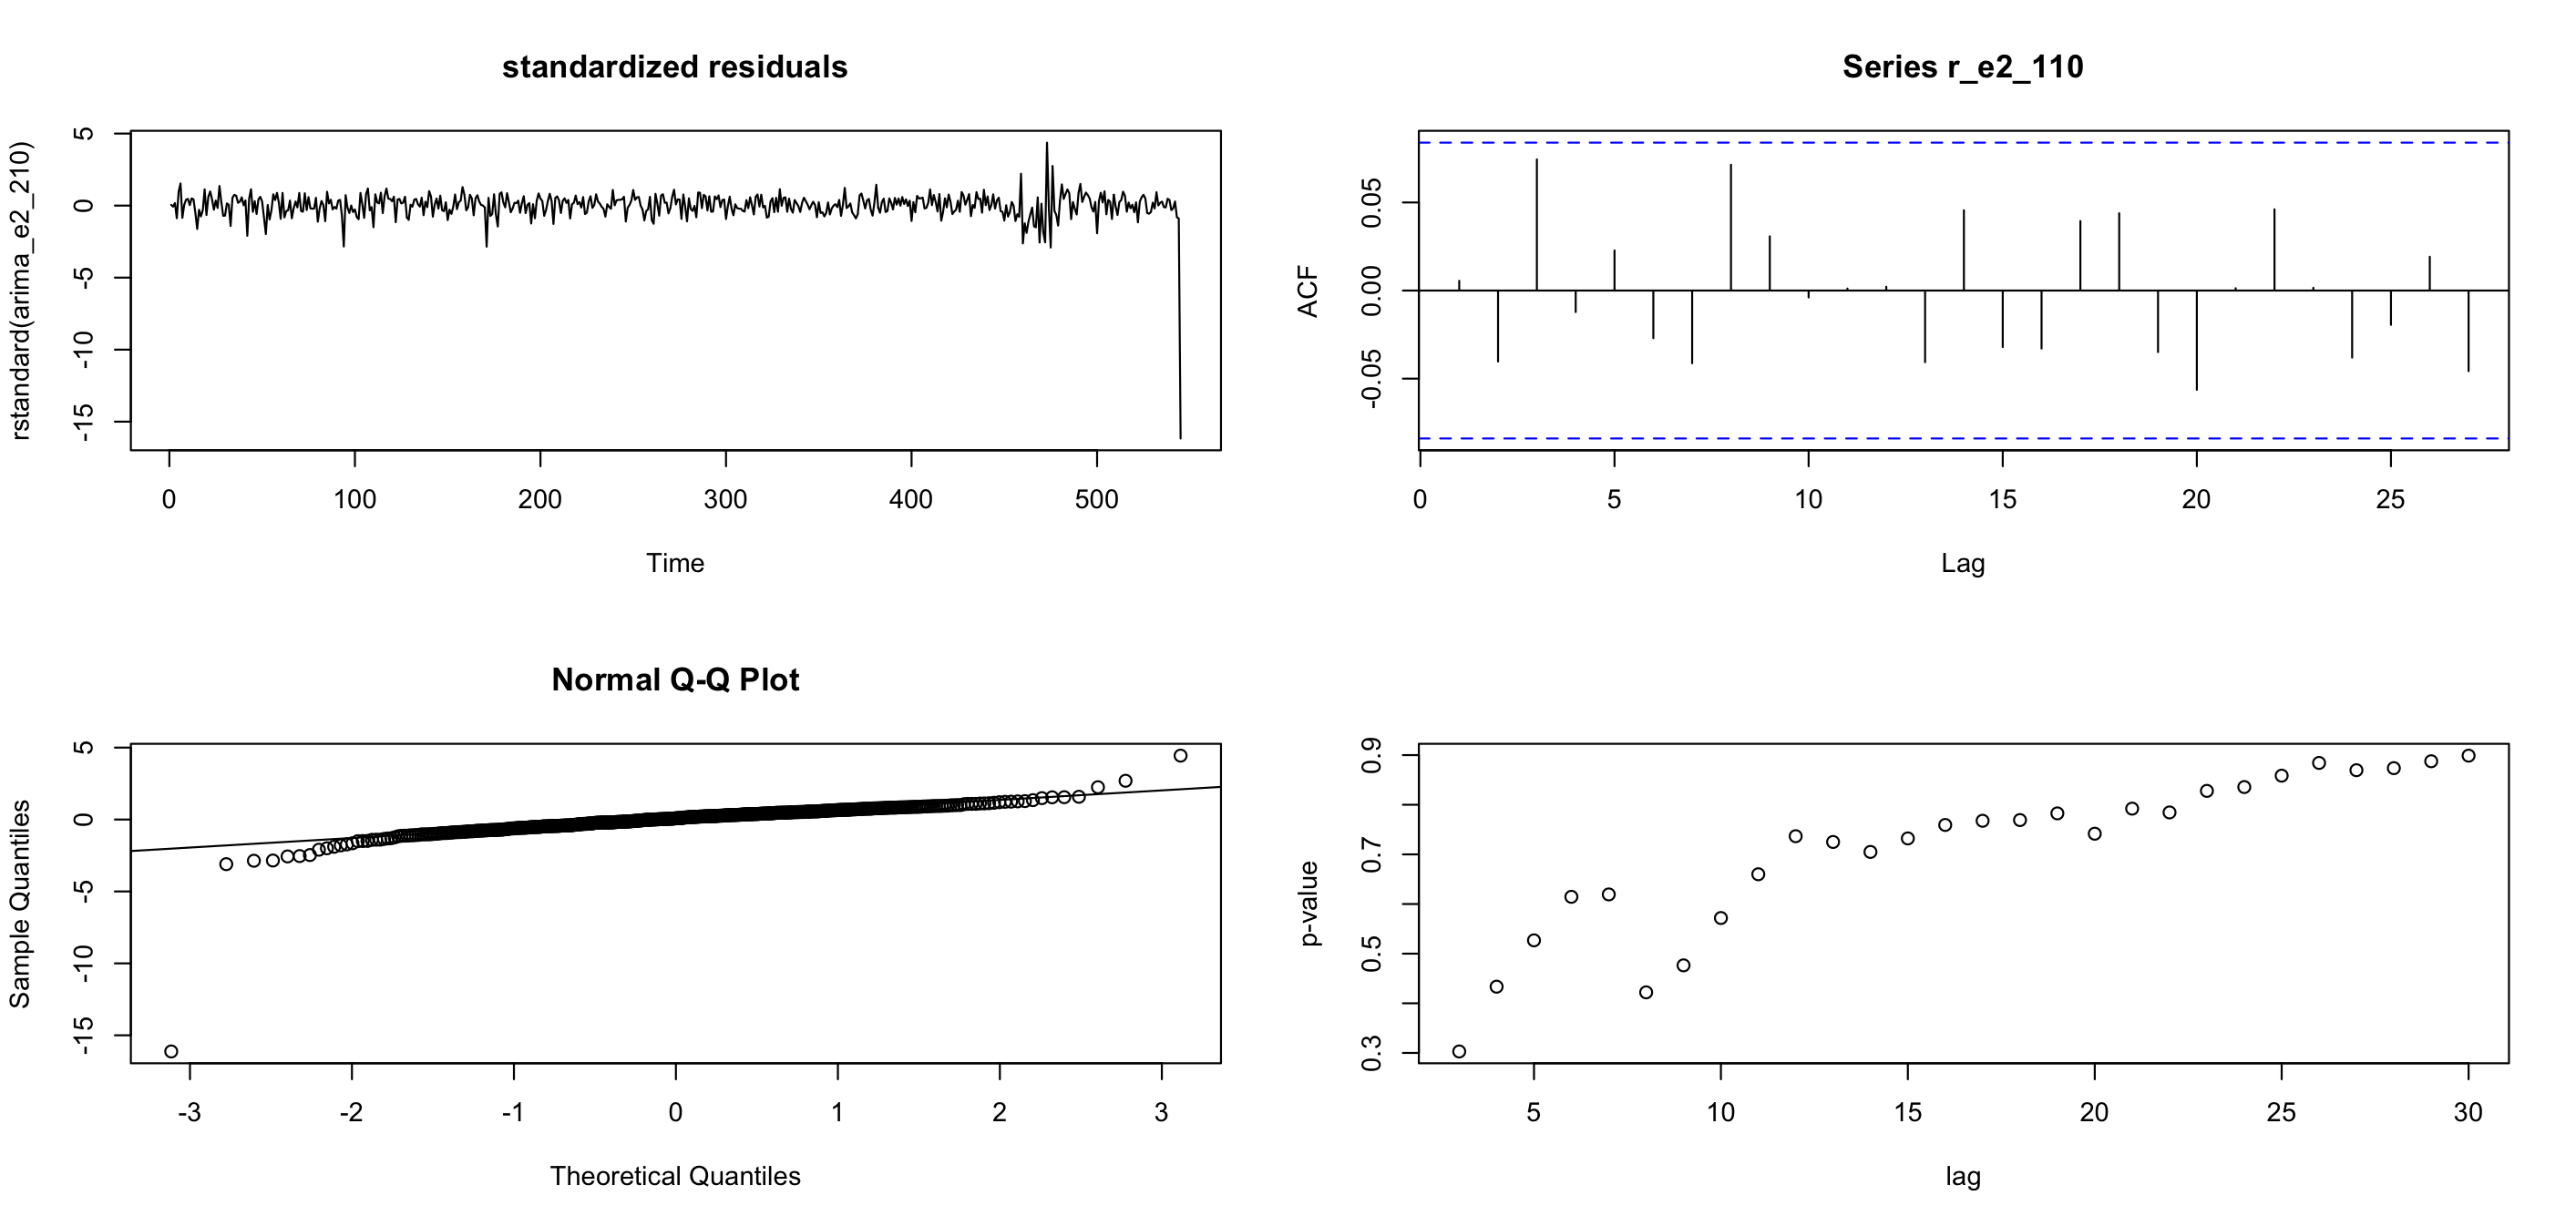 standardized residuals
rstandard(arima_e2_210)
5
0
-5
-10
-15
0 100 200 300 400 500
Time
Series r_e2_110
ACF
0.05
0.00
-0.05
0 5 10 15 20 25
Lag
Normal Q-Q Plot
Sample Quantiles
5
0
-5
-10
-15
-3 -2 -1 0 1 2 3
Theoretical Quantiles
p-value
0.9
0.7
0.5
0.3
5 10 15 20 25 30
lag